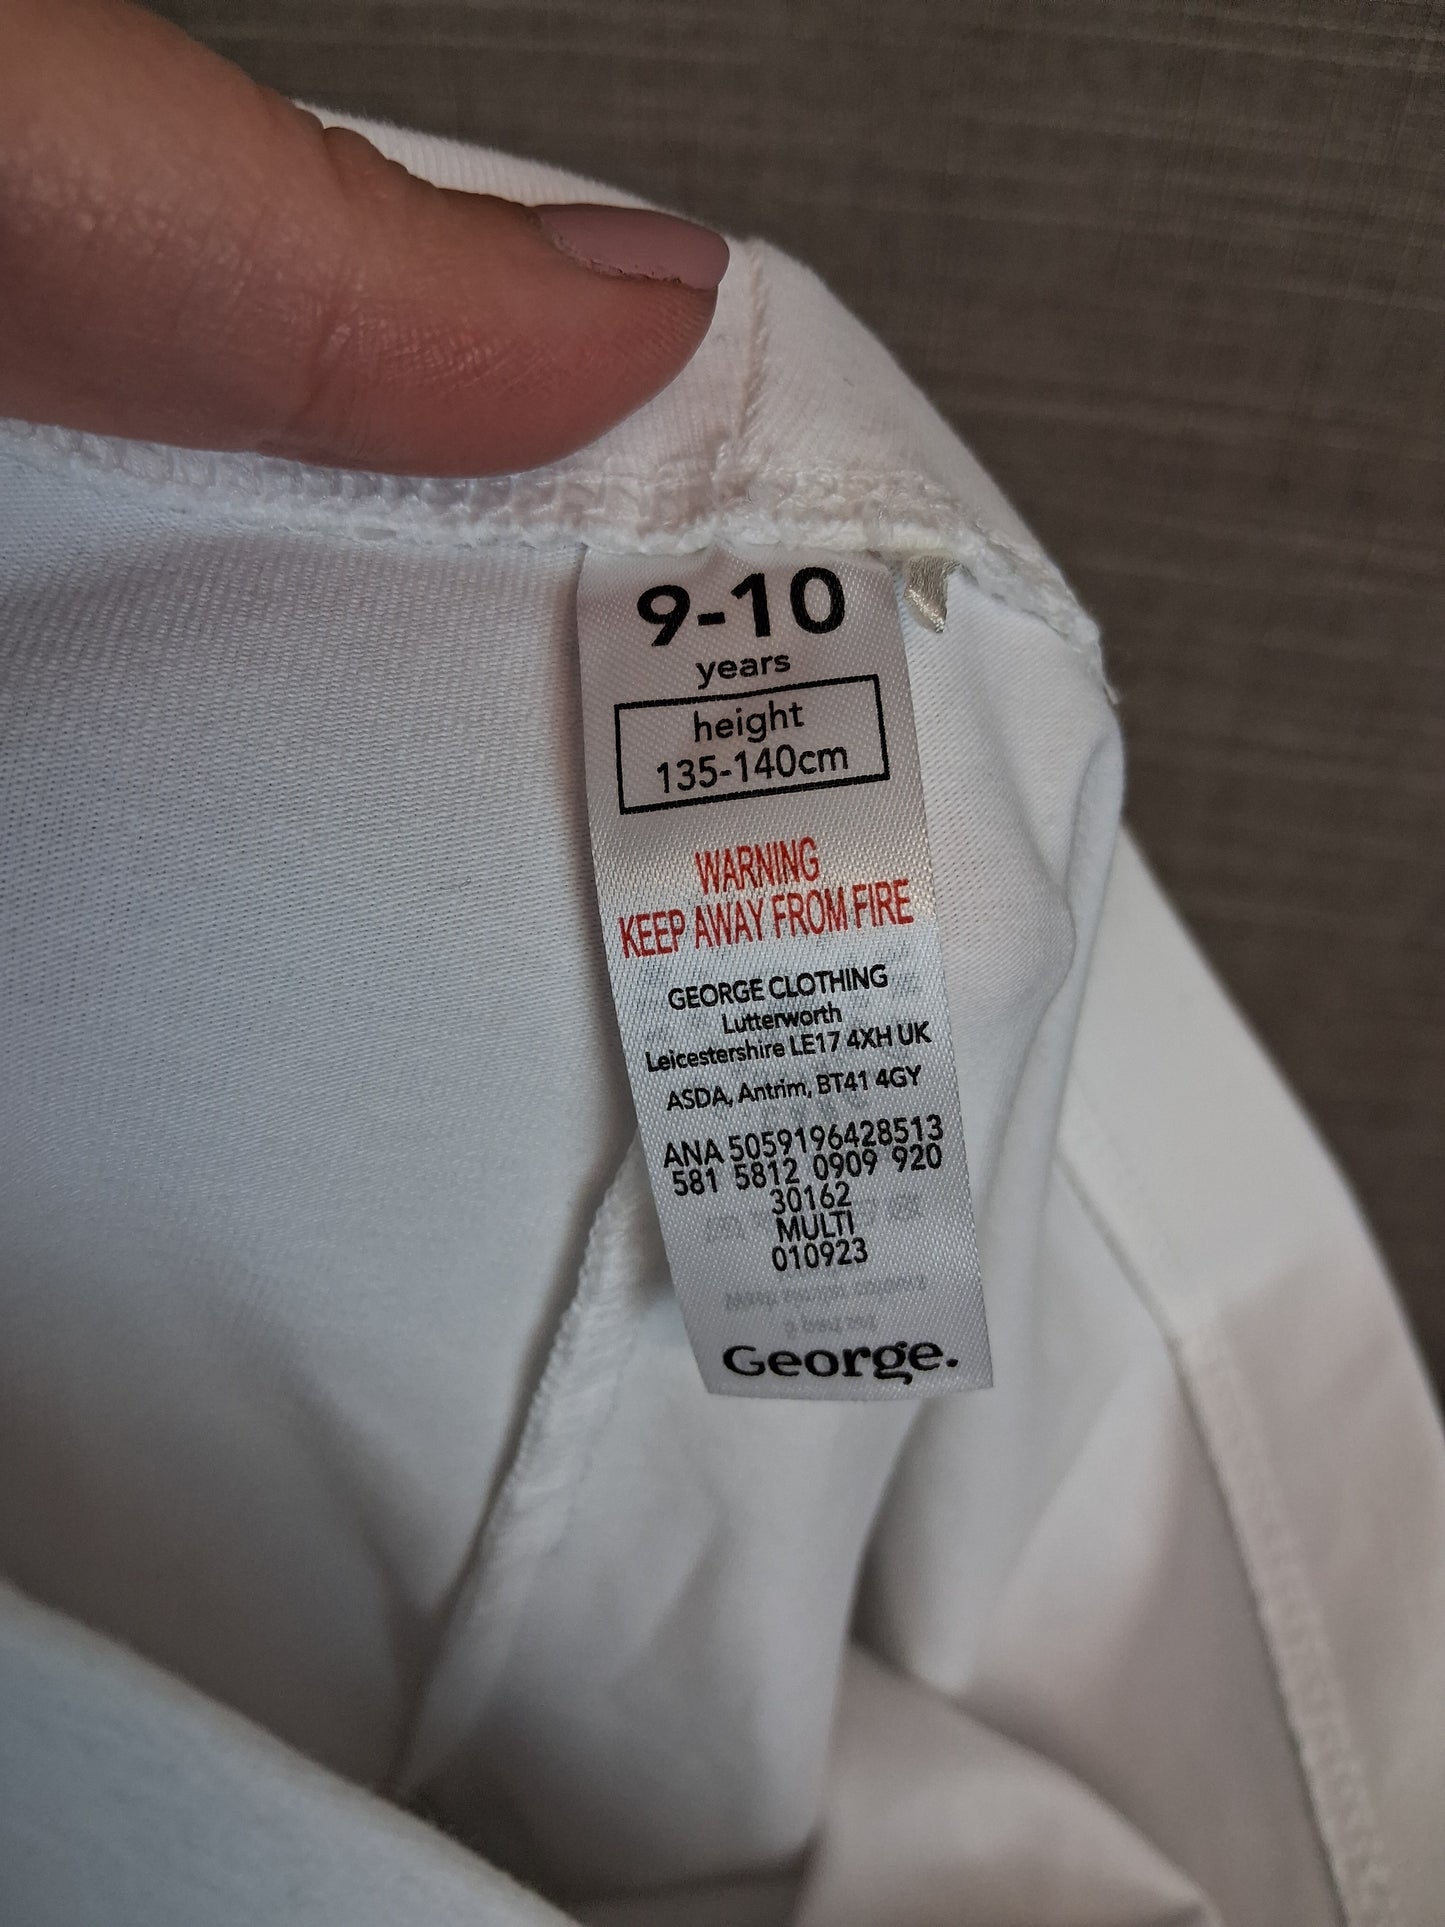 9-10
years
height
135-140cm
WARNING
KEEP AWAY FROM FIRE
GEORGE CLOTHING
Lutterworth
Leicestershire LE17 4XH UK
ASDA, Antrim, BT41 4GY
ANA 5059196428513
581 5812 0909 920
30162
MULTI
010923
George.